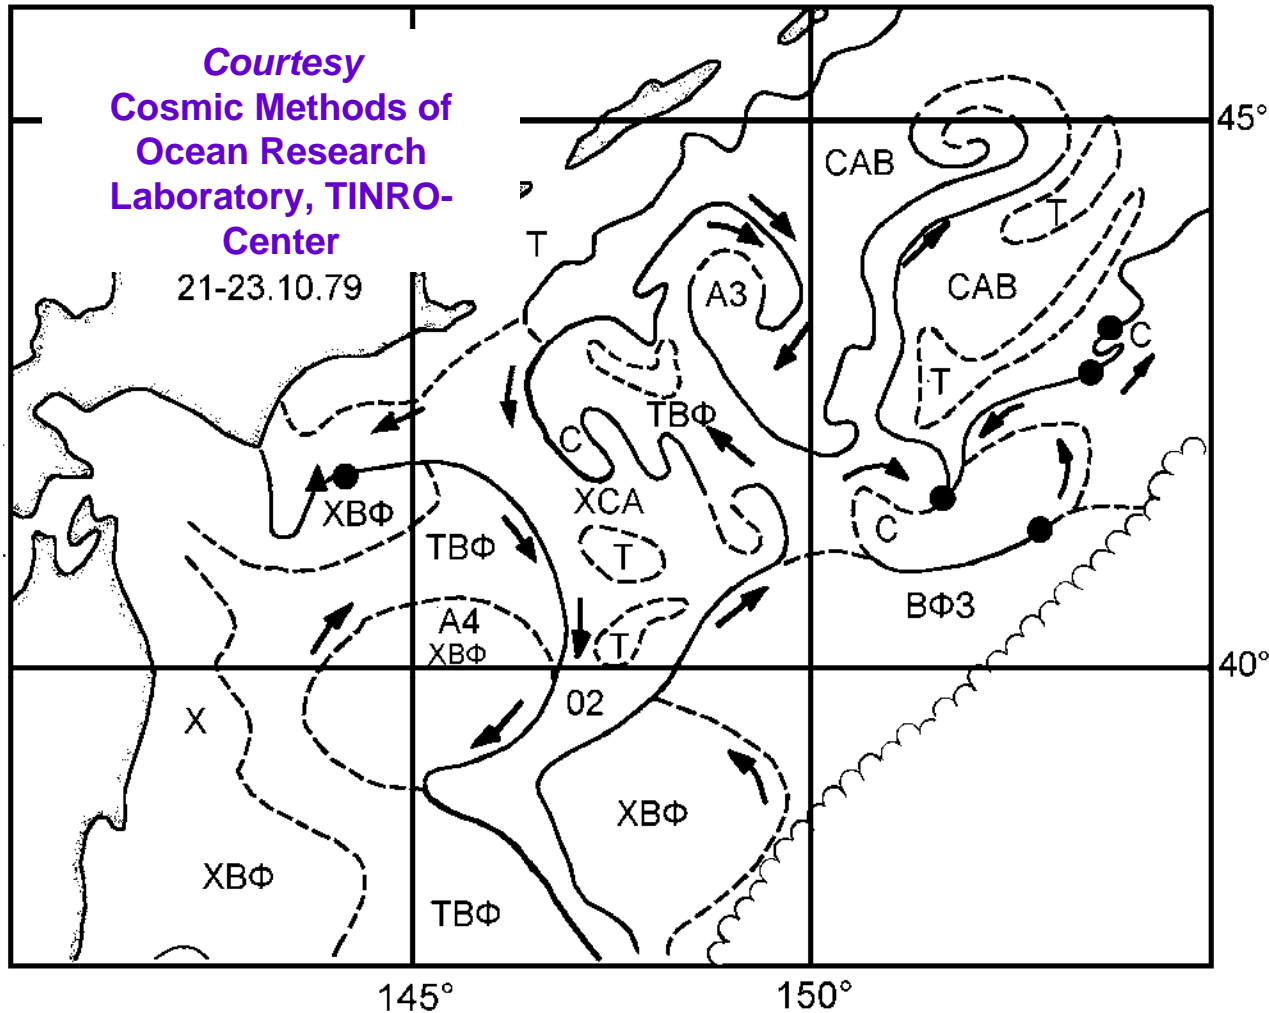 Courtesy
Cosmic Methods of
Ocean Research
Laboratory, TINRO-
Center
21-23.10.79
45°
САВ
Т
Т
А3
САВ
С
Т
ТВФ
С
ХСА
ХВФ
ТВФ
С
Т
ВФ3
А4
ХВФ
Т
40°
02
Х
ХВФ
ХВФ
ТВФ
145°
150°